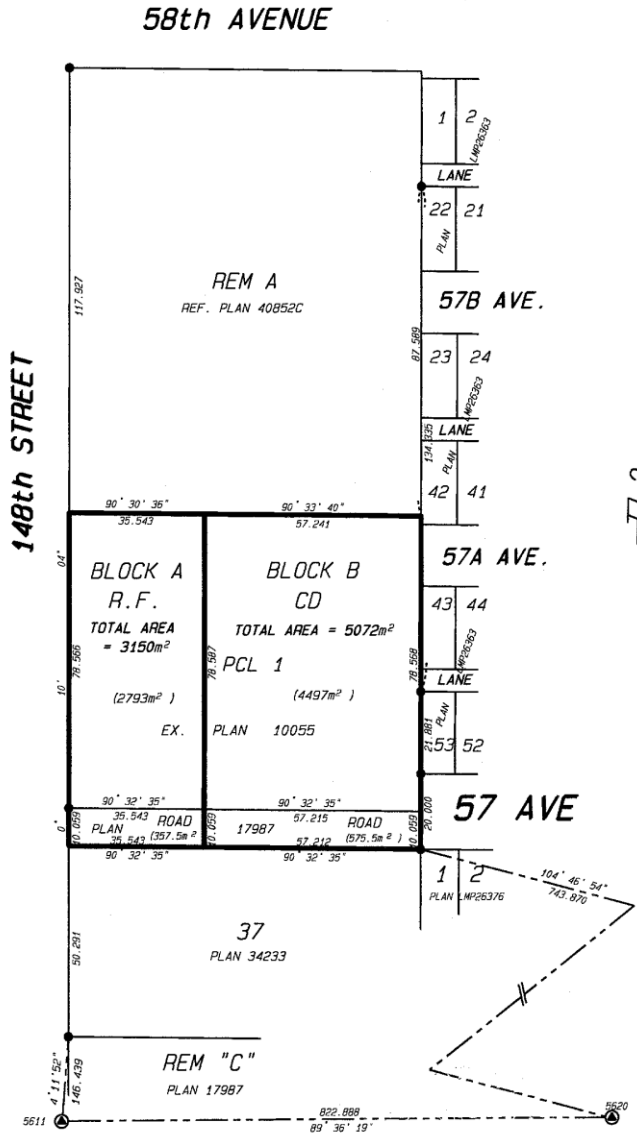 58th AVENUE
1 2
LMP26363
LANE
22 21
PLAN
REM A
REF. PLAN 40852C
117.927
57B AVE.
87.589
148th STREET
23 24
LMP26363
LANE
134.335
PLAN
42 41
90° 30' 36"
35.543
90° 33' 40"
57.241
57A AVE.
04"
BLOCK A
R.F.
TOTAL AREA
= 3150m²
78.566
(2793m² )
10'
BLOCK B
CD
TOTAL AREA = 5072m²
78.587
PCL 1
(4497m² )
78.568
43 44
LMP26363
LANE
PLAN
21.881
53 52
EX. PLAN 10055
90° 32' 35"
35.543
90° 32' 35"
57.215
0°
10.059
PLAN
ROAD
(357.5m²
35.543
10.059
17987
ROAD
(575.5m² )
57.212
10.059
20.000
57 AVE
90° 32' 35"
90° 32' 35"
1 2
PLAN LMP26376
104° 46' 54"
743.870
37
PLAN 34233
50.291
REM "C"
PLAN 17987
4°11'52"
146.439
5611
822.888
89° 36' 19"
5620